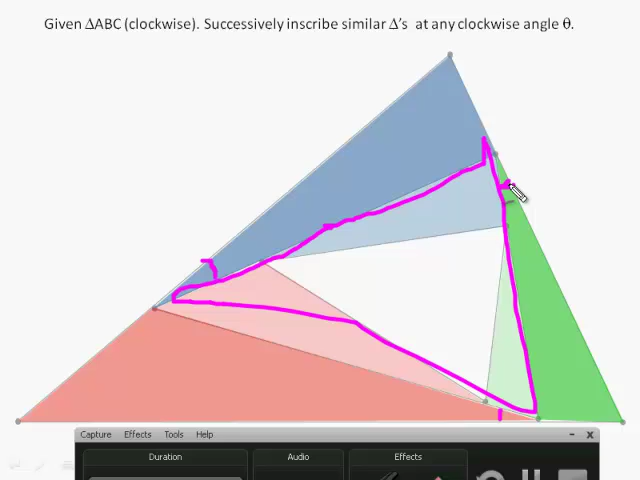 Given ΔABC (clockwise). Successively inscribe similar Δ's at any clockwise angle θ.
Capture Effects Tools Help
Duration Audio Effects